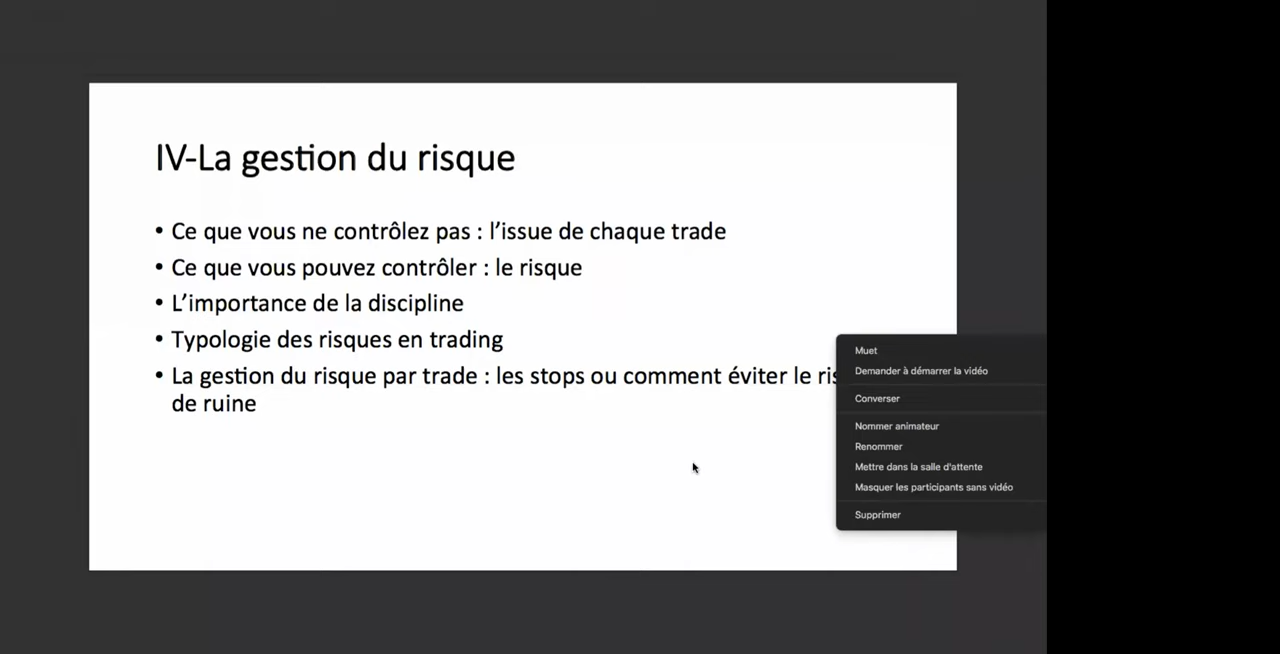 IV-La gestion du risque
• Ce que vous ne contrôlez pas : l’issue de chaque trade
• Ce que vous pouvez contrôler : le risque
• L’importance de la discipline
• Typologie des risques en trading
• La gestion du risque par trade : les stops ou comment éviter le
de ruine
Muet
Demander à démarrer la vidéo
Converser
Nommer animateur
Renommer
Mettre dans la salle d'attente
Masquer les participants sans vidéo
Supprimer